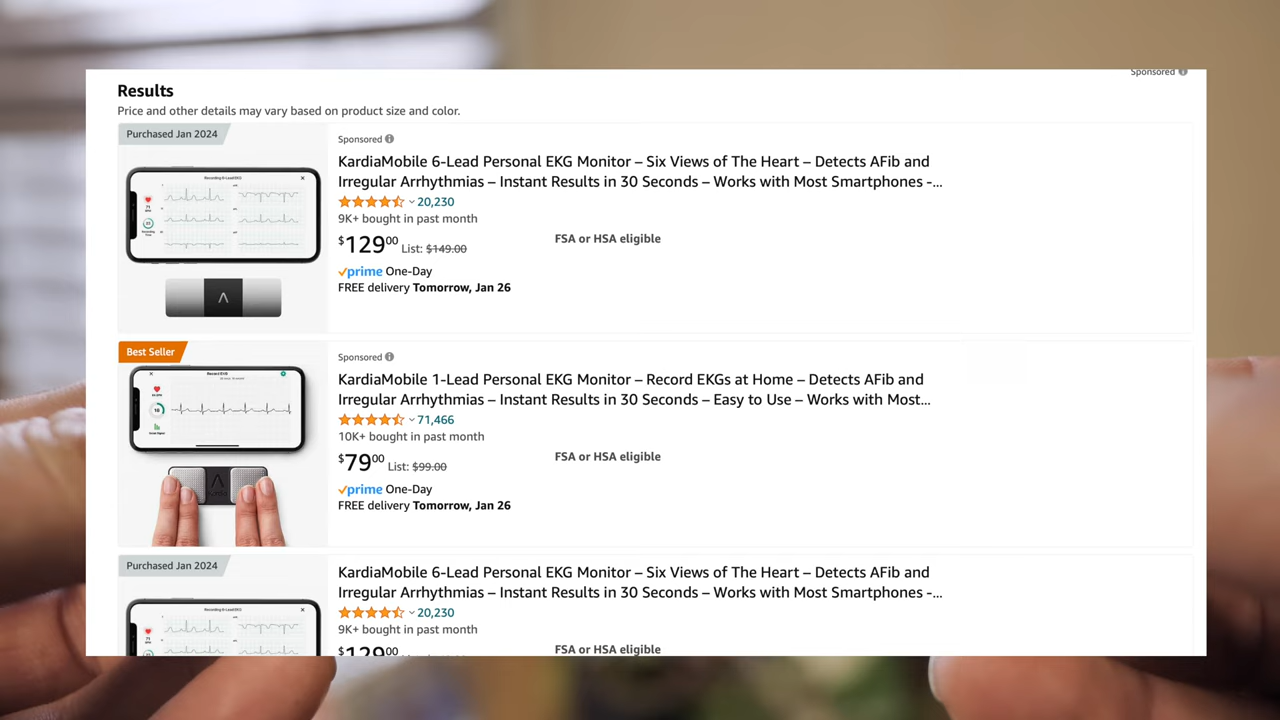 Sponsored
Results
Price and other details may vary based on product size and color.
Purchased Jan 2024
Sponsored
KardiaMobile 6-Lead Personal EKG Monitor – Six Views of The Heart – Detects AFib and
Irregular Arrhythmias – Instant Results in 30 Seconds – Works with Most Smartphones -...
20,230
9K+ bought in past month
$12900 List: $149.00
FSA or HSA eligible
prime One-Day
FREE delivery Tomorrow, Jan 26
Best Seller
Sponsored
KardiaMobile 1-Lead Personal EKG Monitor – Record EKGs at Home – Detects AFib and
Irregular Arrhythmias – Instant Results in 30 Seconds – Easy to Use – Works with Most...
71,466
10K+ bought in past month
$7900 List: $99.00
FSA or HSA eligible
prime One-Day
FREE delivery Tomorrow, Jan 26
Purchased Jan 2024
KardiaMobile 6-Lead Personal EKG Monitor – Six Views of The Heart – Detects AFib and
Irregular Arrhythmias – Instant Results in 30 Seconds – Works with Most Smartphones -...
20,230
9K+ bought in past month
$12900
FSA or HSA eligible